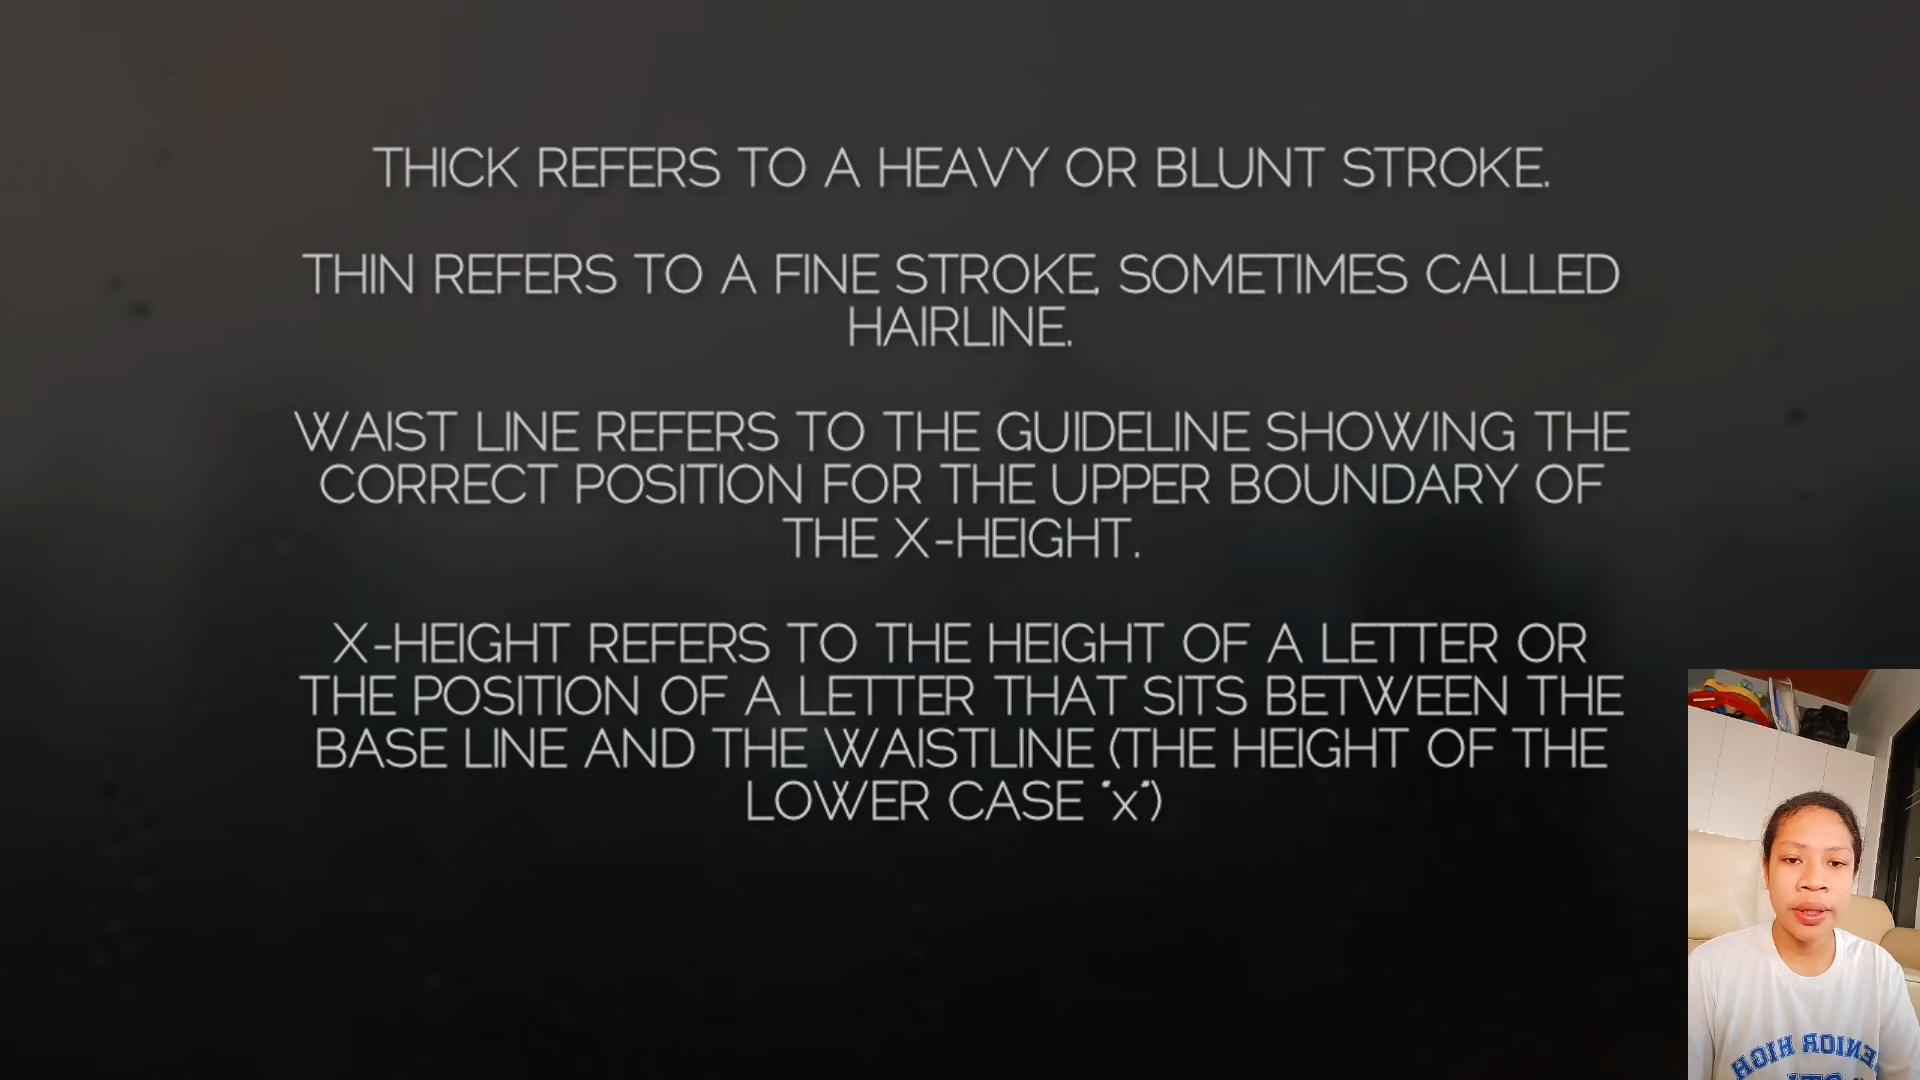 THICK REFERS TO A HEAVY OR BLUNT STROKE.
THIN REFERS TO A FINE STROKE, SOMETIMES CALLED
HAIRLINE.
WAIST LINE REFERS TO THE GUIDELINE SHOWING THE
CORRECT POSITION FOR THE UPPER BOUNDARY OF
THE X-HEIGHT.
X-HEIGHT REFERS TO THE HEIGHT OF A LETTER OR
THE POSITION OF A LETTER THAT SITS BETWEEN THE
BASE LINE AND THE WAISTLINE (THE HEIGHT OF THE
LOWER CASE "x")
HIGH